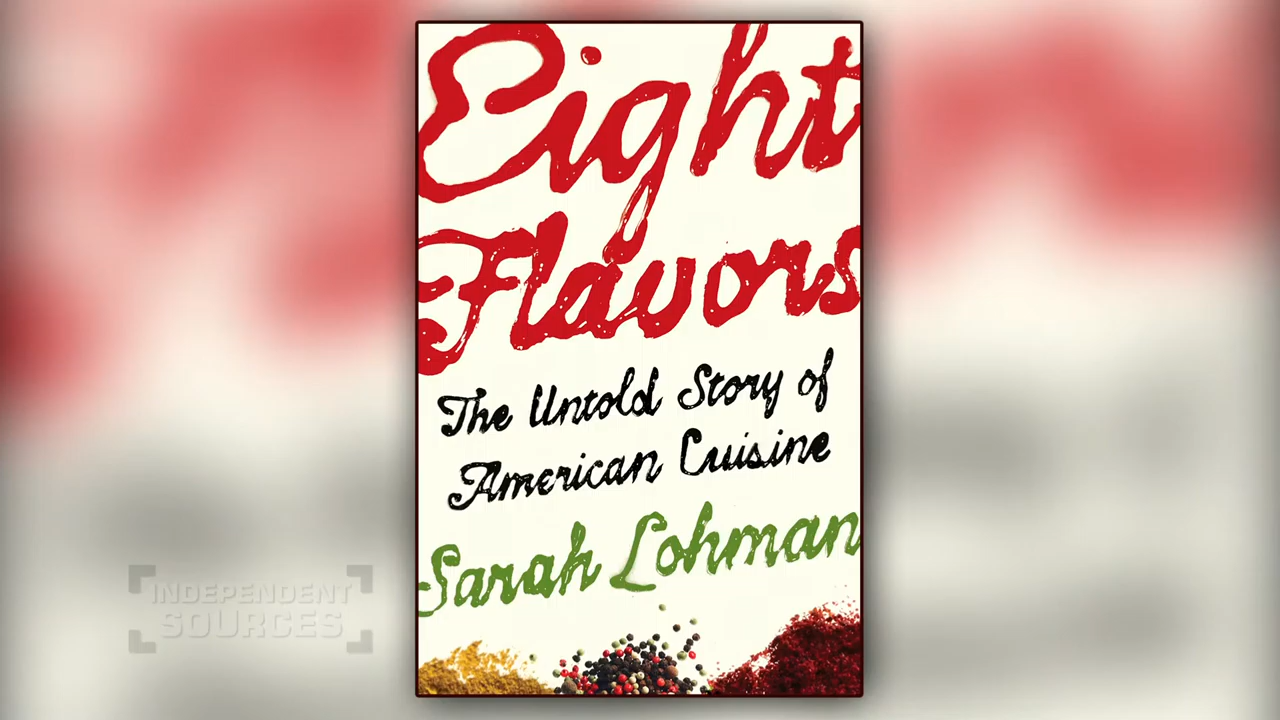 Eight
Flavors
The Untold Story of
American Cuisine
Sarah Lohman
INDEPENDENT
SOURCES